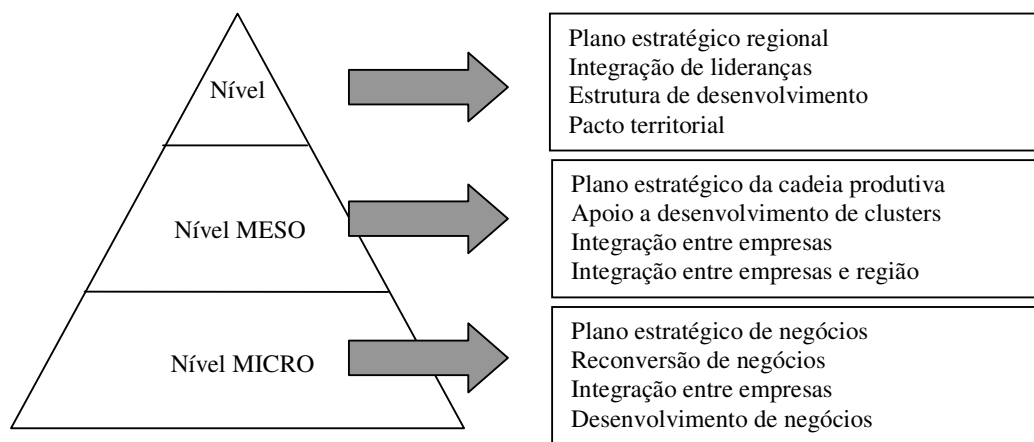 Nível
Plano estratégico regional
Integração de lideranças
Estrutura de desenvolvimento
Pacto territorial
Nível MESO
Plano estratégico da cadeia produtiva
Apoio a desenvolvimento de clusters
Integração entre empresas
Integração entre empresas e região
Nível MICRO
Plano estratégico de negócios
Reconversão de negócios
Integração entre empresas
Desenvolvimento de negócios